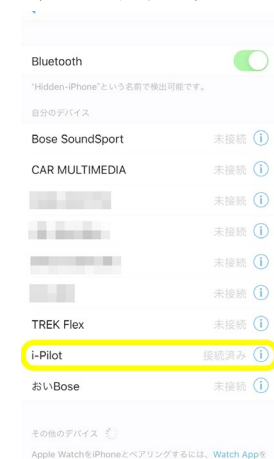 Bluetooth
"Hidden-iPhone"という名前で検出可能です。
自分のデバイス
Bose SoundSport 未接続
CAR MULTIMEDIA 未接続
未接続
未接続
未接続
未接続
TREK Flex 未接続
i-Pilot 接続済み
おいBose 未接続
その他のデバイス
Apple WatchをiPhoneとペアリングするには、Watch Appを